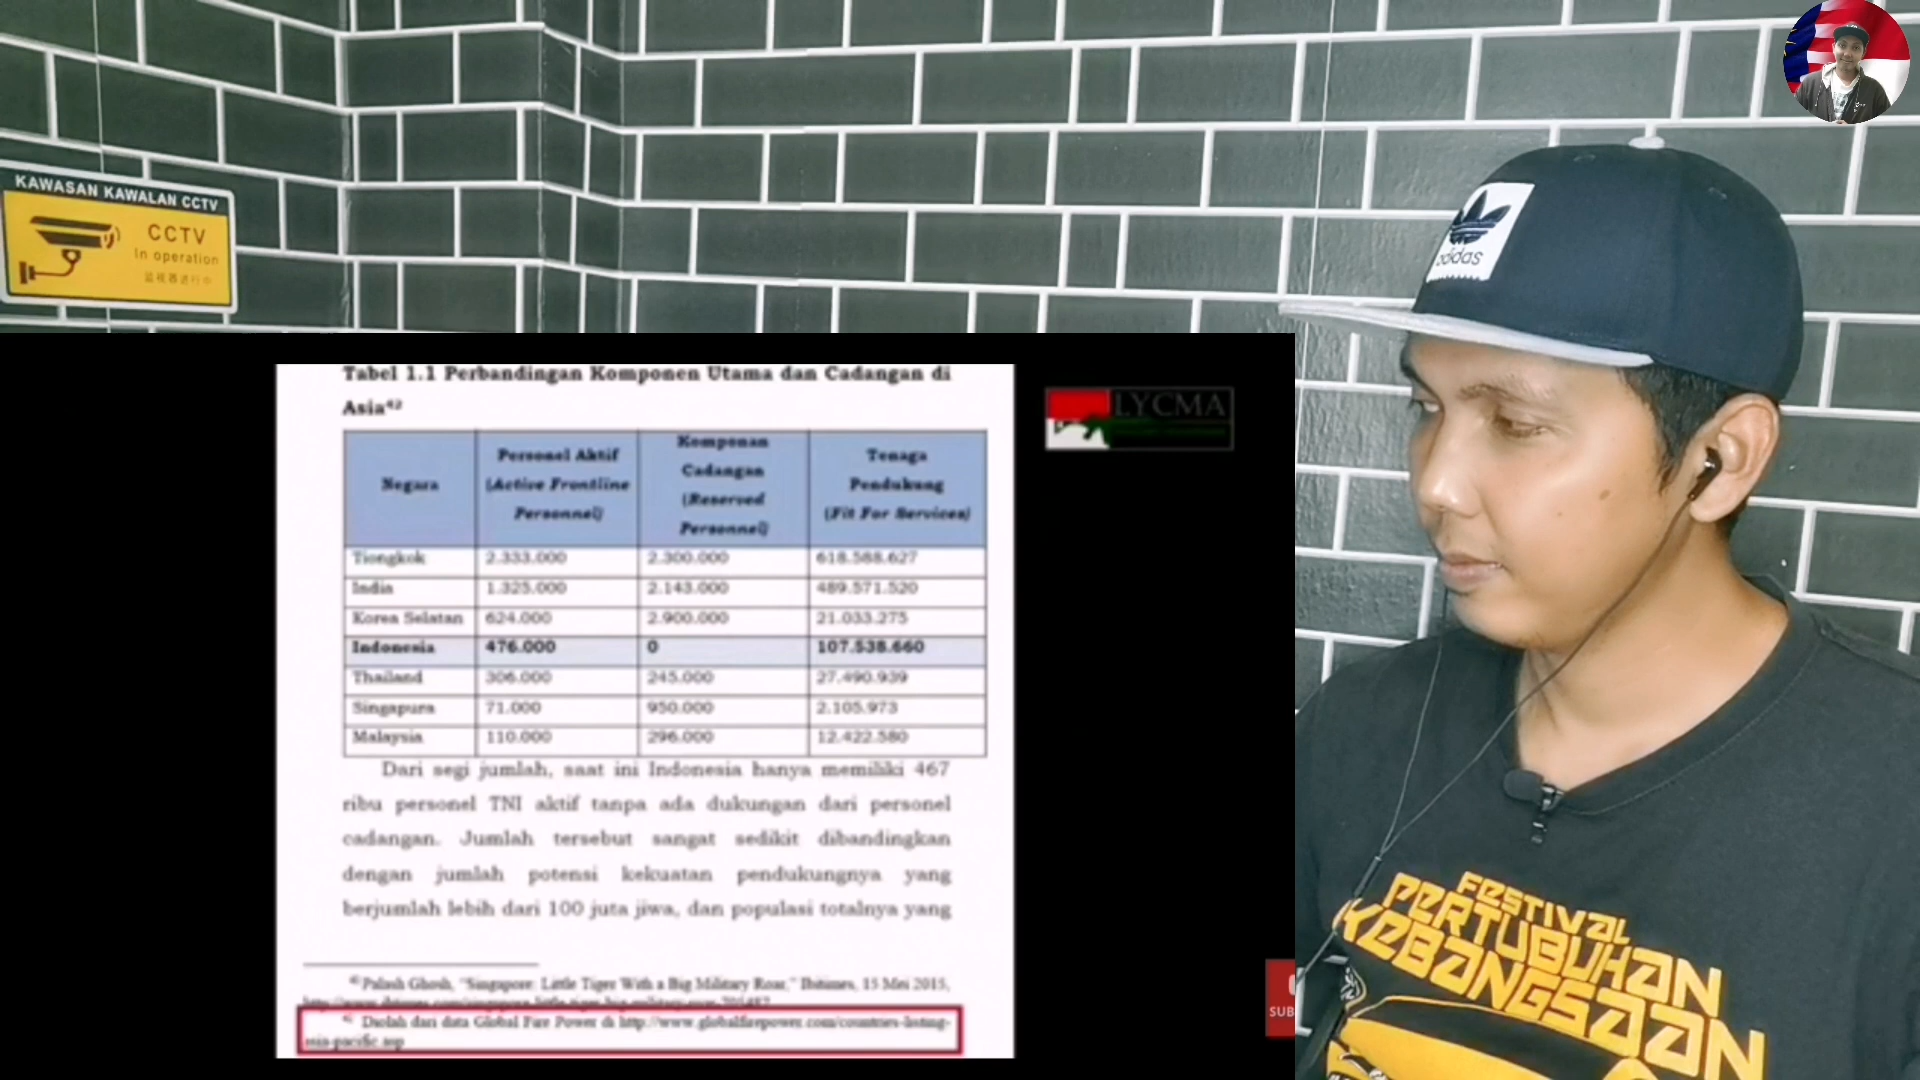 KAWASAN KAWALAN CCTV
CCTV
In operation
adidas
LYCMA
Tabel 1.1 Perbandingan Komponen Utama dan Cadangan di
Asia⁴²
Negara
Personel Aktif
(Active Frontline
Personnel)
Komponan
Cadangan
(Reserved
Personnel)
Tenaga
Pendukung
(Fit For Services)
Tiongkok 2.333.000 2.300.000 618.588.627
India 1.325.000 2.143.000 489.571.520
Korea Selatan 624.000 2.900.000 21.033.275
Indonesia 476.000 0 107.538.660
Thailand 306.000 245.000 27.490.939
Singapura 71.000 950.000 2.105.973
Malaysia 110.000 296.000 12.422.580
Dari segi jumlah, saat ini Indonesia hanya memiliki 467
ribu personel TNI aktif tanpa ada dukungan dari personel
cadangan. Jumlah tersebut sangat sedikit dibandingkan
dengan jumlah potensi kekuatan pendukungnya yang
berjumlah lebih dari 100 juta jiwa, dan populasi totalnya yang
Palash Ghosh, "Singapore: Little Tiger With a Big Military Roar," Ibtimes, 15 Mei 2015,
Diolah dari data Global Fire Power di http://www.globalfirepower.com/countries-listing-
asia-pacific.asp
SUB
FESTIVAL
PERTUBUHAN
KEBANGSAAN